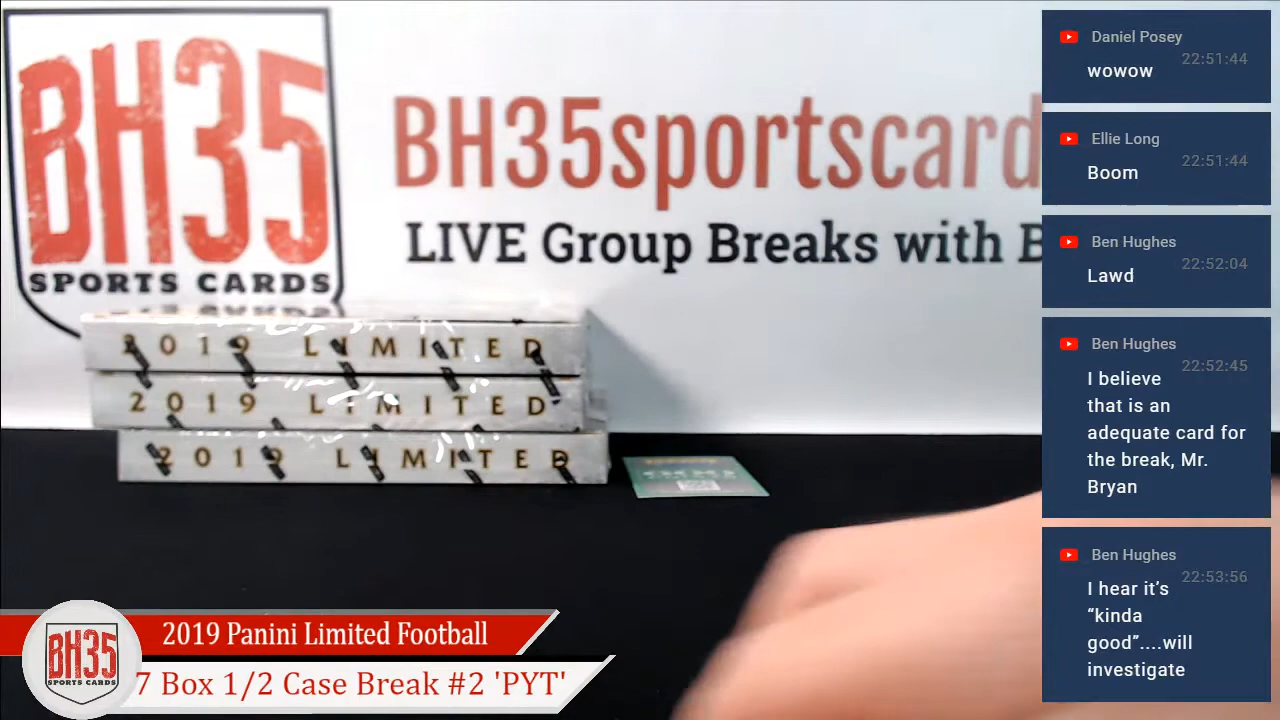 BH35
SPORTS CARDS
BH35sportscard
LIVE Group Breaks with B
2019 LIMITED
2019 LIMITED
2019 LIMITED
BH35
SPORTS CARDS
2019 Panini Limited Football
7 Box 1/2 Case Break #2 'PYT'
Daniel Posey
22:51:44
wowow
Ellie Long
22:51:44
Boom
Ben Hughes
22:52:04
Lawd
Ben Hughes
22:52:45
I believe
that is an
adequate card for
the break, Mr.
Bryan
Ben Hughes
22:53:56
I hear it's
“kinda
good”....will
investigate